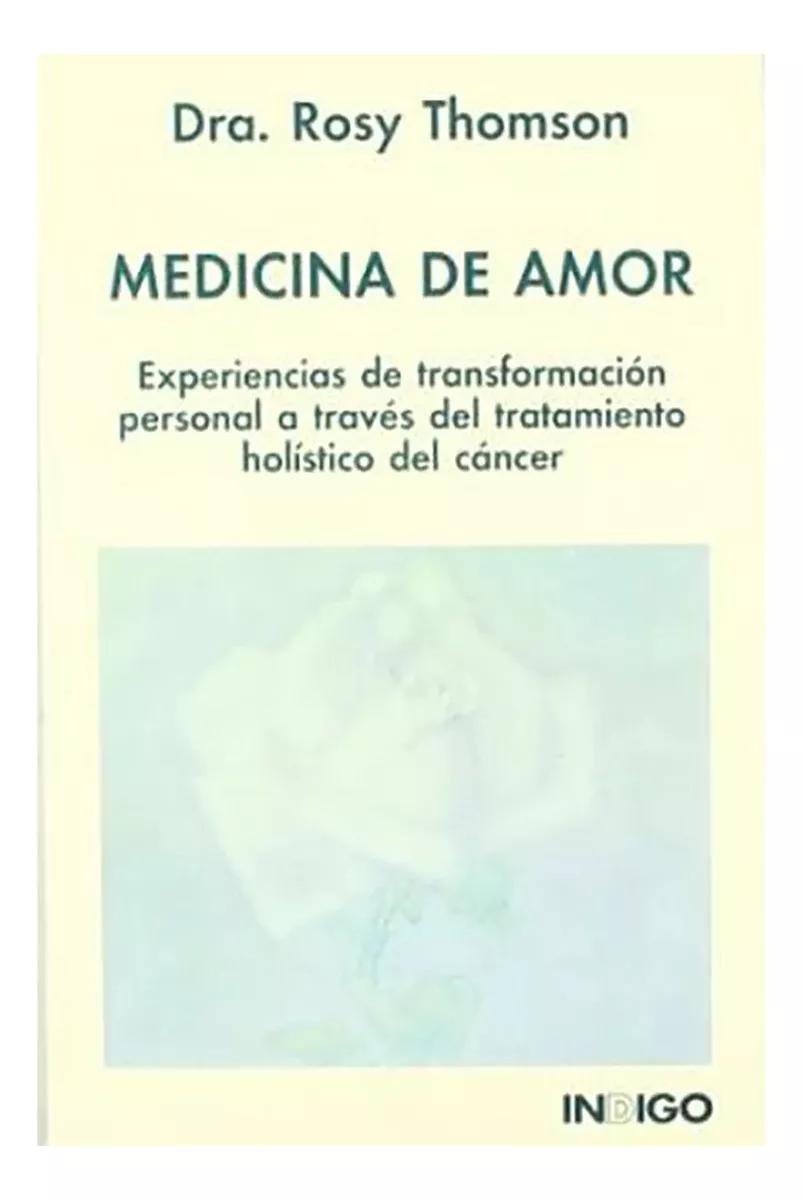 Dra. Rosy Thomson
MEDICINA DE AMOR
Experiencias de transformación
personal a través del tratamiento
holístico del cáncer
INDIGO